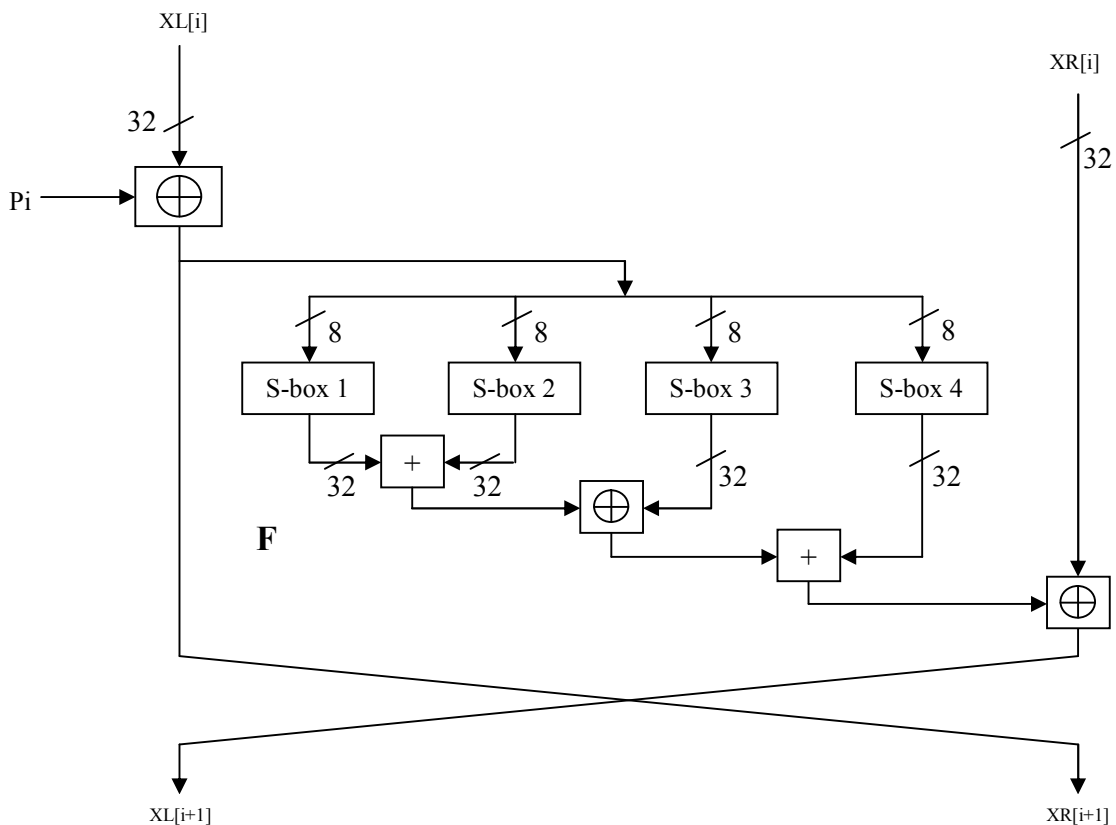 XL[i]
XR[i]
32
32
Pi
8
8
8
8
S-box 1
S-box 2
S-box 3
S-box 4
+
32
32
32
32
F
+
XL[i+1]
XR[i+1]